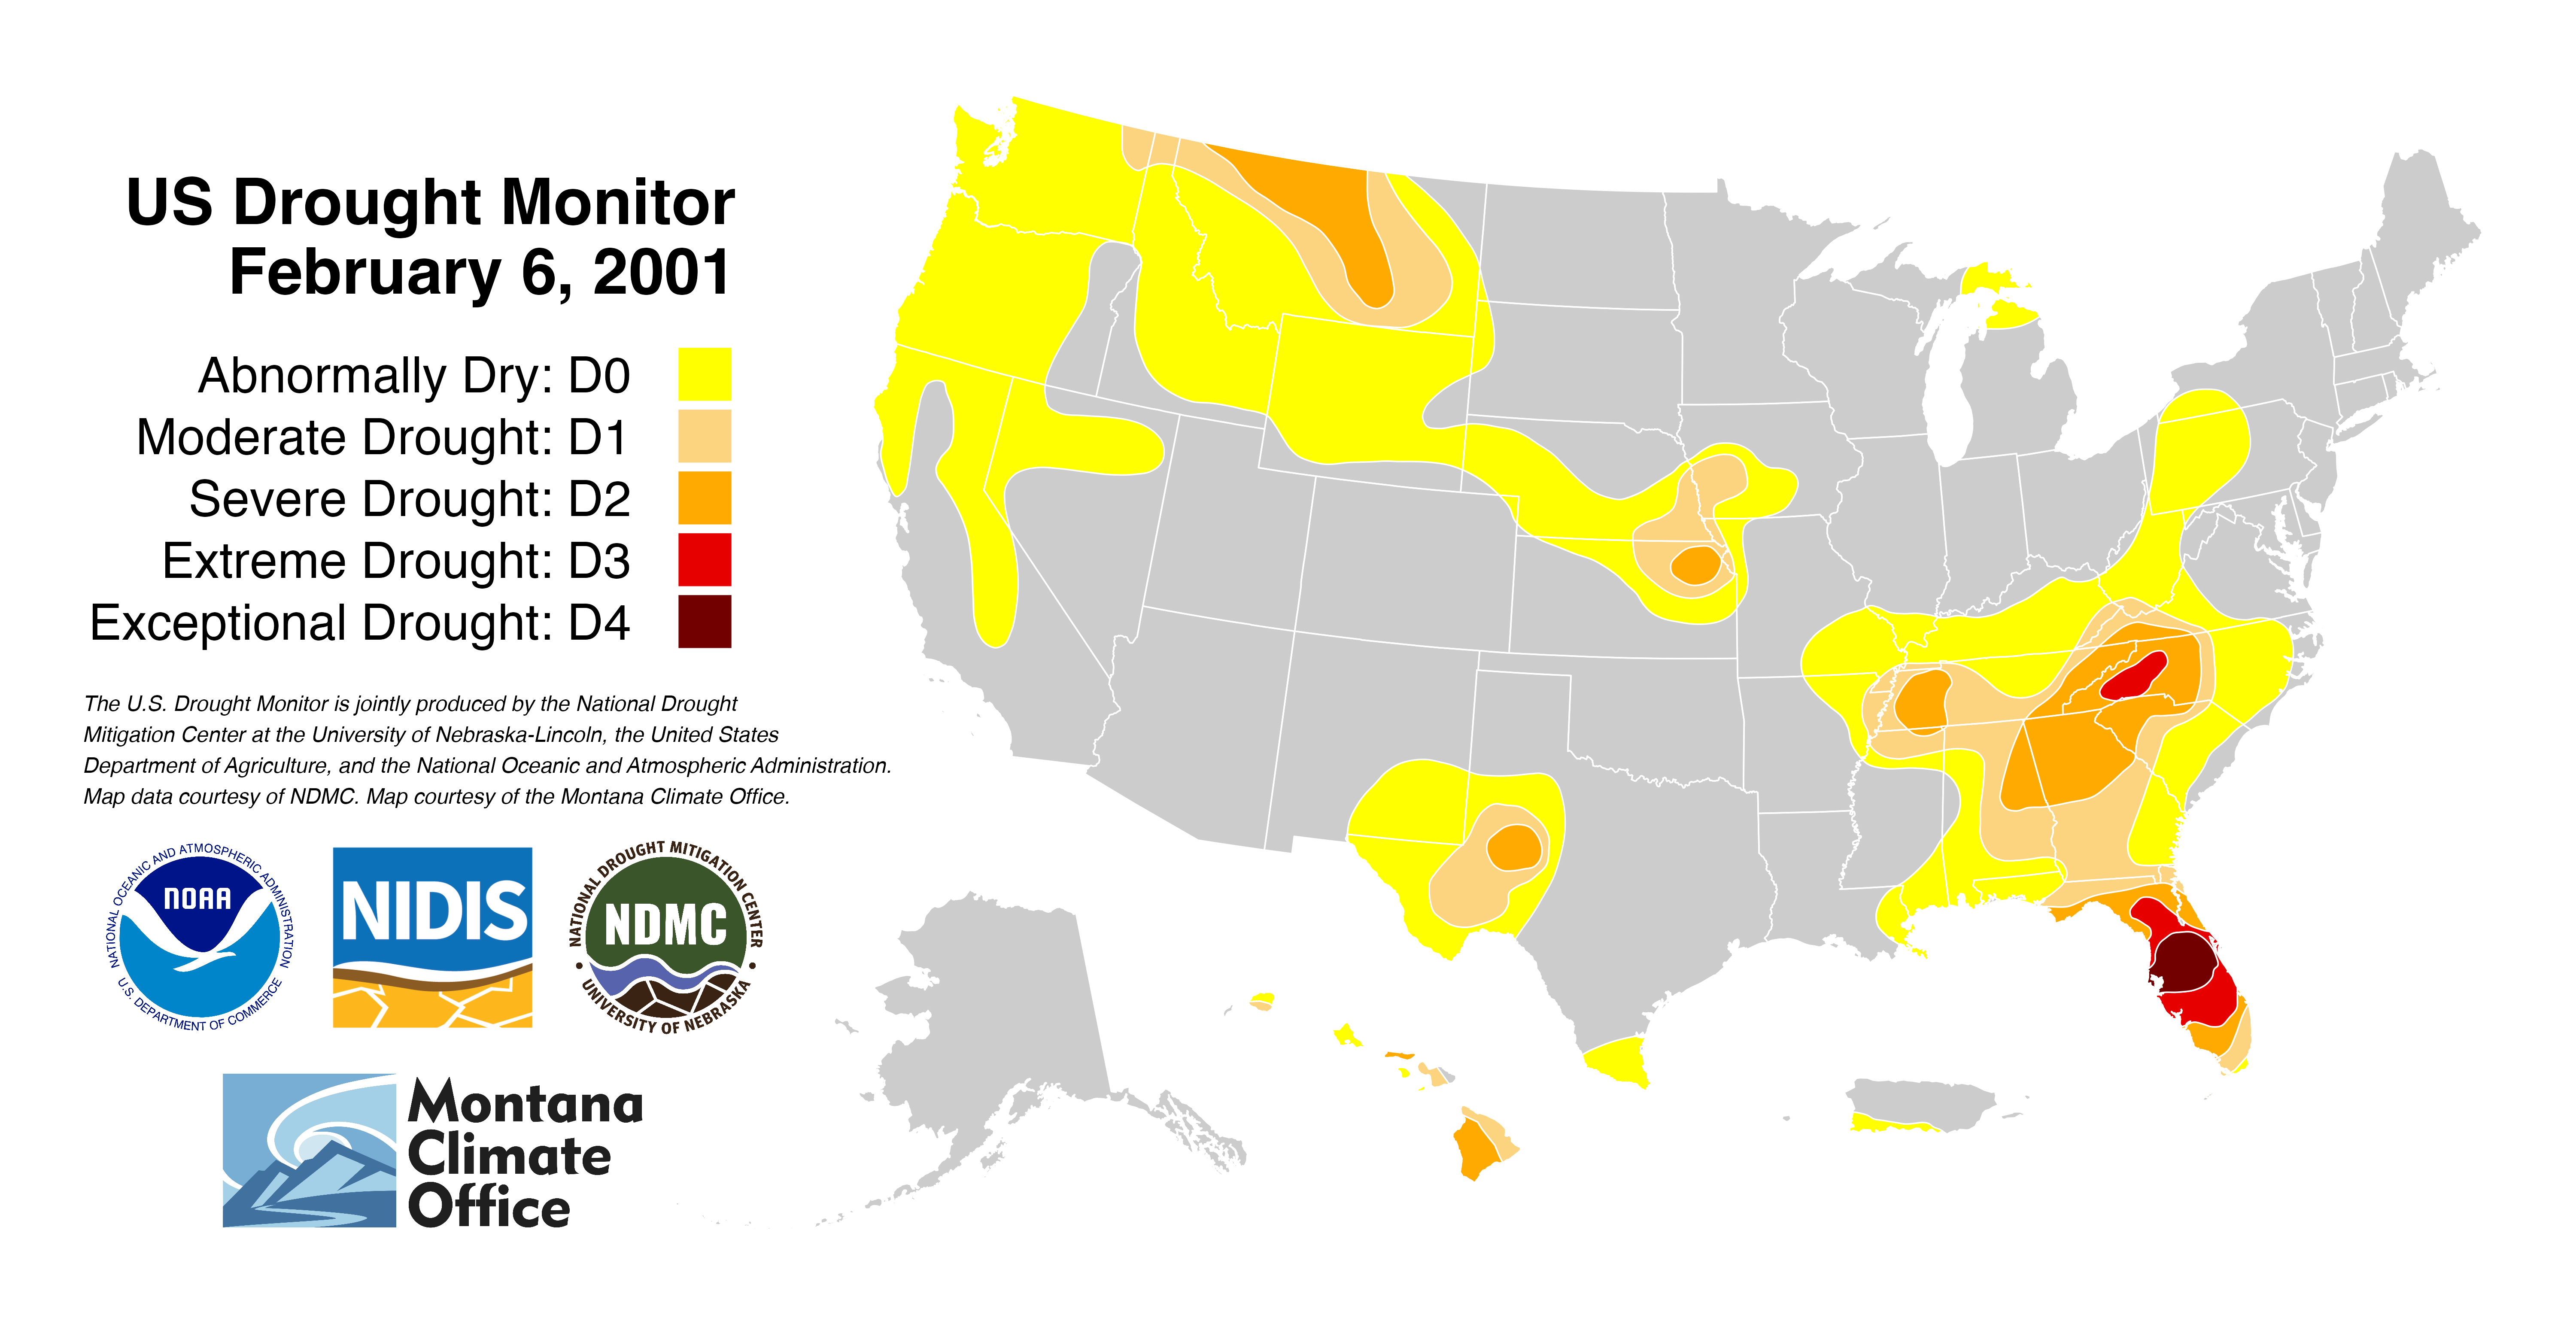 US Drought Monitor
February 6, 2001
Abnormally Dry: D0
Moderate Drought: D1
Severe Drought: D2
Extreme Drought: D3
Exceptional Drought: D4
The U.S. Drought Monitor is jointly produced by the National Drought
Mitigation Center at the University of Nebraska-Lincoln, the United States
Department of Agriculture, and the National Oceanic and Atmospheric Administration.
Map data courtesy of NDMC. Map courtesy of the Montana Climate Office.
NATIONAL OCEANIC AND ATMOSPHERIC ADMINISTRATION
NOAA
U.S. DEPARTMENT OF COMMERCE
NIDIS
NATIONAL DROUGHT MITIGATION CENTER
NDMC
• UNIVERSITY OF NEBRASKA •
Montana
Climate
Office